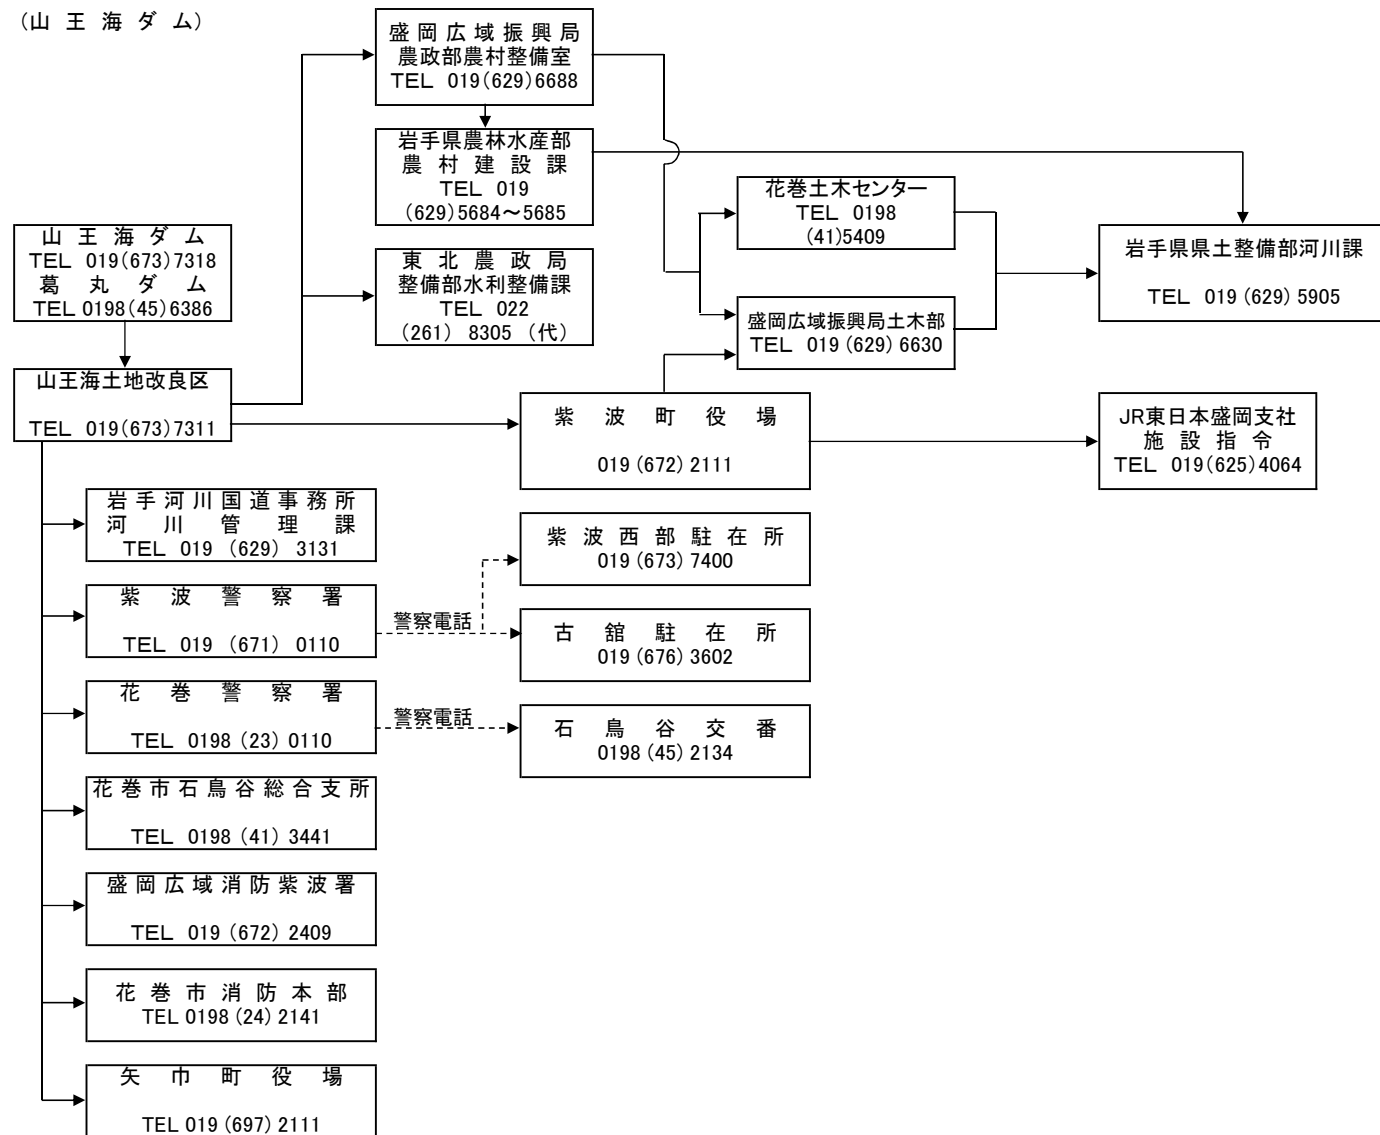 (山王海ダム)
盛岡広域振興局
農政部農村整備室
TEL 019(629)6688
岩手県農林水産部
農村建設課
TEL 019
(629)5684～5685
花巻土木センター
TEL 0198
(41)5409
岩手県県土整備部河川課
TEL 019(629)5905
山王海ダム
TEL 019(673)7318
葛丸ダム
TEL 0198(45)6386
東北農政局
整備部水利整備課
TEL 022
(261) 8305 (代)
盛岡広域振興局土木部
TEL 019(629)6630
山王海土地改良区
TEL 019(673)7311
紫波町役場
019(672)2111
JR東日本盛岡支社
施設指令
TEL 019(625)4064
岩手河川国道事務所
河川管理課
TEL 019 (629) 3131
紫波西部駐在所
019(673)7400
紫波警察署
TEL 019 (671) 0110
警察電話
古舘駐在所
019(676)3602
花巻警察署
TEL 0198(23)0110
警察電話
石鳥谷交番
0198(45)2134
花巻市石鳥谷総合支所
TEL 0198(41)3441
盛岡広域消防紫波署
TEL 019(672)2409
花巻市消防本部
TEL 0198(24)2141
矢巾町役場
TEL 019(697)2111